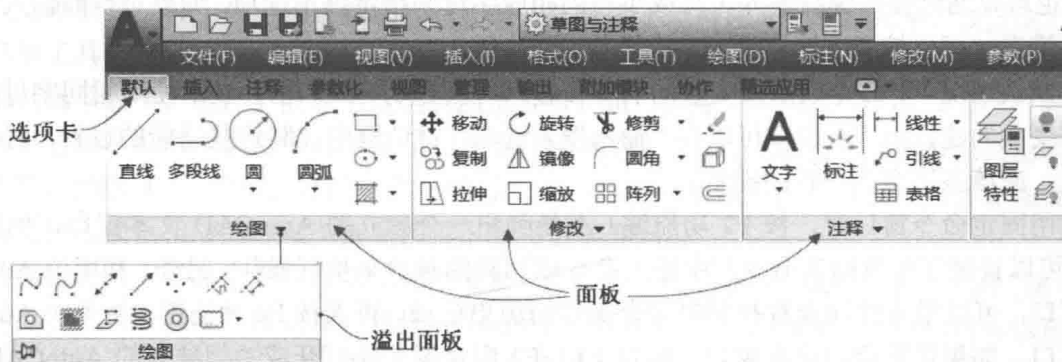 A 草图与注释
文件(F) 编辑(E) 视图(V) 插入(I) 格式(O) 工具(T) 绘图(D) 标注(N) 修改(M) 参数(P)
默认 插入 注释 参数化 视图 管理 输出 附加模块 协作 精选应用
选项卡
移动 旋转 修剪 A 线性
直线 多段线 圆 圆弧 复制 镜像 圆角 文字 标注 引线 图层
拉伸 缩放 阵列 表格 特性
绘图 修改 注释
面板
溢出面板
绘图